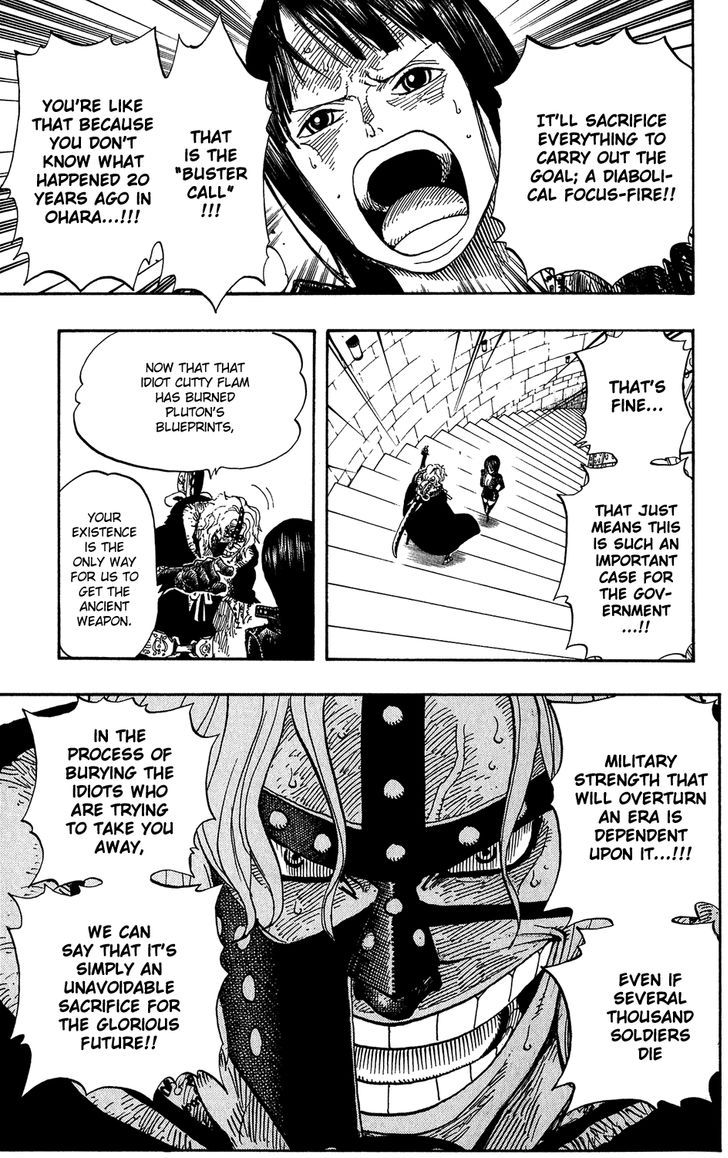 IT'LL SACRIFICE
EVERYTHING TO
CARRY OUT THE
GOAL; A DIABOLI-
CAL FOCUS-FIRE!!
THAT
IS THE
"BUSTER
CALL"
!!!
YOU'RE LIKE
THAT BECAUSE
YOU DON'T
KNOW WHAT
HAPPENED 20
YEARS AGO IN
OHARA...!!!
THAT'S
FINE...
THAT JUST
MEANS THIS
IS SUCH AN
IMPORTANT
CASE FOR
THE GOV-
ERNMENT
...!!
NOW THAT THAT
IDIOT CUTTY FLAM
HAS BURNED
PLUTON'S
BLUEPRINTS,
YOUR
EXISTENCE
IS THE
ONLY WAY
FOR US TO
GET THE
ANCIENT
WEAPON.
MILITARY
STRENGTH THAT
WILL OVERTURN
AN ERA IS
DEPENDENT
UPON IT...!!!
EVEN IF
SEVERAL
THOUSAND
SOLDIERS
DIE
IN THE
PROCESS OF
BURYING THE
IDIOTS WHO
ARE TRYING
TO TAKE YOU
AWAY,
WE CAN
SAY THAT IT'S
SIMPLY AN
UNAVOIDABLE
SACRIFICE FOR
THE GLORIOUS
FUTURE!!